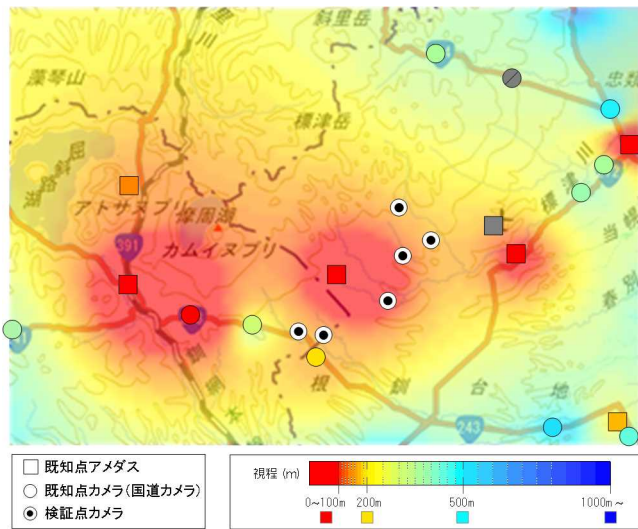 斜里岳
藻琴山
標津岳
忠類
標津川
屈斜路湖
アトサヌプリ
摩周湖
カムイヌプリ
391
当幌
春別
釧
根釧台地
243
既知点アメダス
既知点カメラ(国道カメラ)
検証点カメラ
視程 (m)
0~100m 200m 500m 1000m~